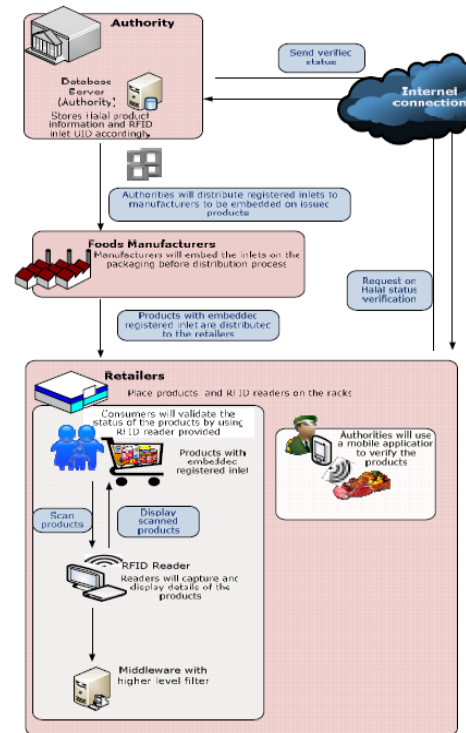 Authority
Send verified
status
Internet
connection
Database
Server
(Authority)
Stores Halal product
information and RFID
inlet UID accordingly
Authorities will distribute registered inlets to
manufacturers to be embedded on issued
products
Foods Manufacturers
Manufacturers will embed the inlets on the
packaging before distribution process
Request on
Halal status
verification
Products with embedded
registered inlet are distributed
to the retailers
Retailers
Place products and RFID readers on the racks
Consumers will validate the
status of the products by using
RFID reader provided
Products with
embedded
registered inlet
Authorities will use
a mobile application
to verify the
products
Scan
products
Display
scanned
products
RFID Reader
Readers will capture and
display details of the
products
Middleware with
higher level filter